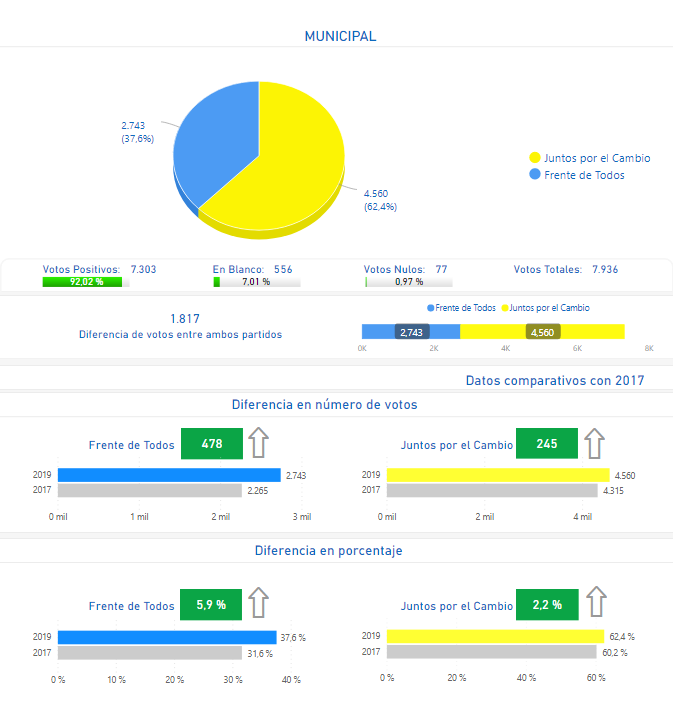 MUNICIPAL
2,743
(37,6%)
4.560
(62,4%)
Juntos por el Cambio
Frente de Todos
Votos Positivos: 7.303
92,02 %
En Blanco: 556
7,01 %
Votos Nulos: 77
0,97 %
Votos Totales: 7.936
1.817
Diferencia de votos entre ambos partidos
Frente de Todos Juntos por el Cambio
2,743 4,560
0K 2K 4K 6K 8K
Datos comparativos con 2017
Diferencia en número de votos
Frente de Todos 478
2019 2.743
2017 2.265
0 mil 1 mil 2 mil 3 mil
Juntos por el Cambio 245
2019 4.560
2017 4.315
0 mil 2 mil 4 mil
Diferencia en porcentaje
Frente de Todos 5,9 %
2019 37,6 %
2017 31,6 %
0 % 10 % 20 % 30 % 40 %
Juntos por el Cambio 2,2 %
2019 62,4 %
2017 60,2 %
0 % 20 % 40 % 60 %